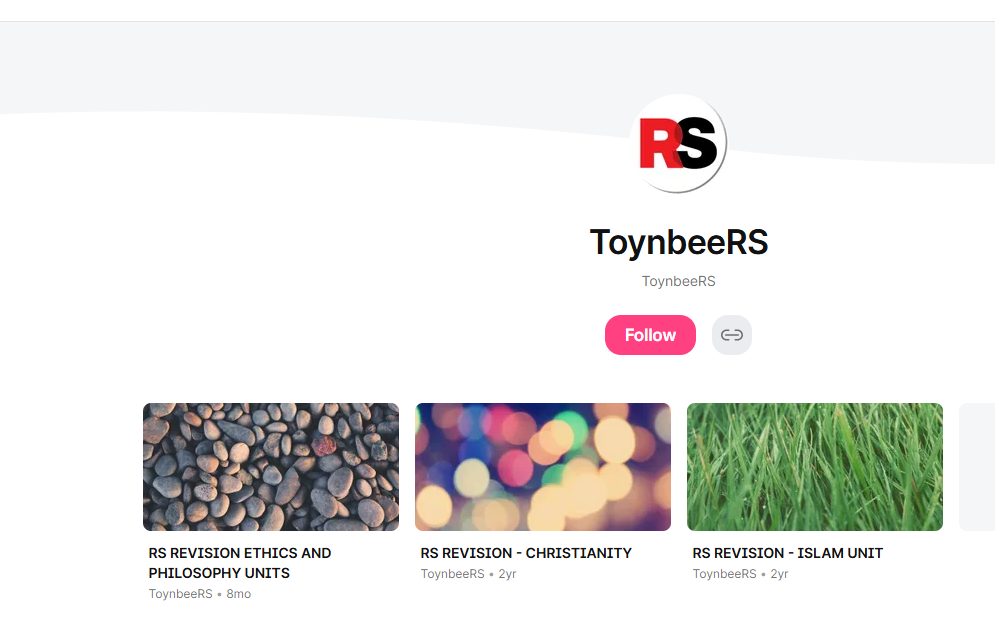 RS
ToynbeeRS
ToynbeeRS
Follow
RS REVISION ETHICS AND
PHILOSOPHY UNITS
ToynbeeRS • 8mo
RS REVISION - CHRISTIANITY
ToynbeeRS • 2yr
RS REVISION - ISLAM UNIT
ToynbeeRS • 2yr